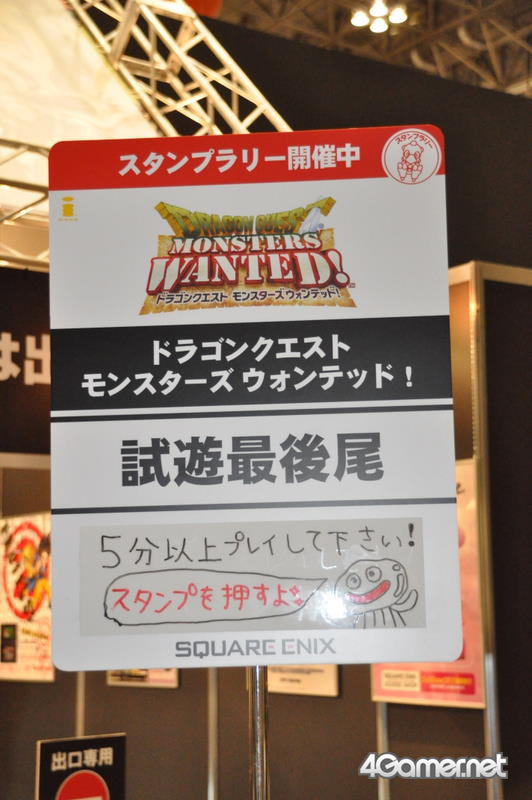 スタンプラリー開催中
スタンプラリー
i
DRAGON QUEST
MONSTERS
WANTED!
ドラゴンクエスト モンスターズ ウォンテッド!
は出
ドラゴンクエスト
モンスターズ ウォンテッド!
試遊最後尾
5分以上プレイして下さい!
スタンプを押すよ
SQUARE ENIX
出口専用
4Gamer.net